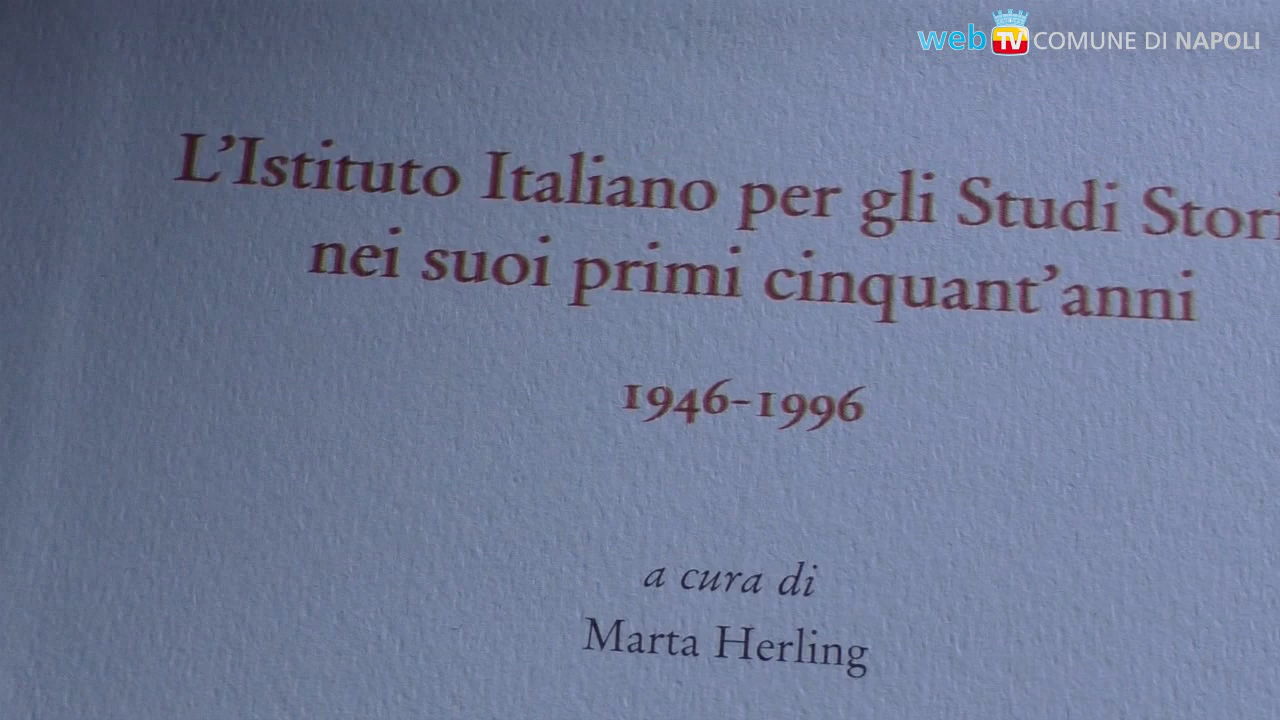 web TV COMUNE DI NAPOLI
L'Istituto Italiano per gli Studi Stori
nei suoi primi cinquant'anni
1946-1996
a cura di
Marta Herling